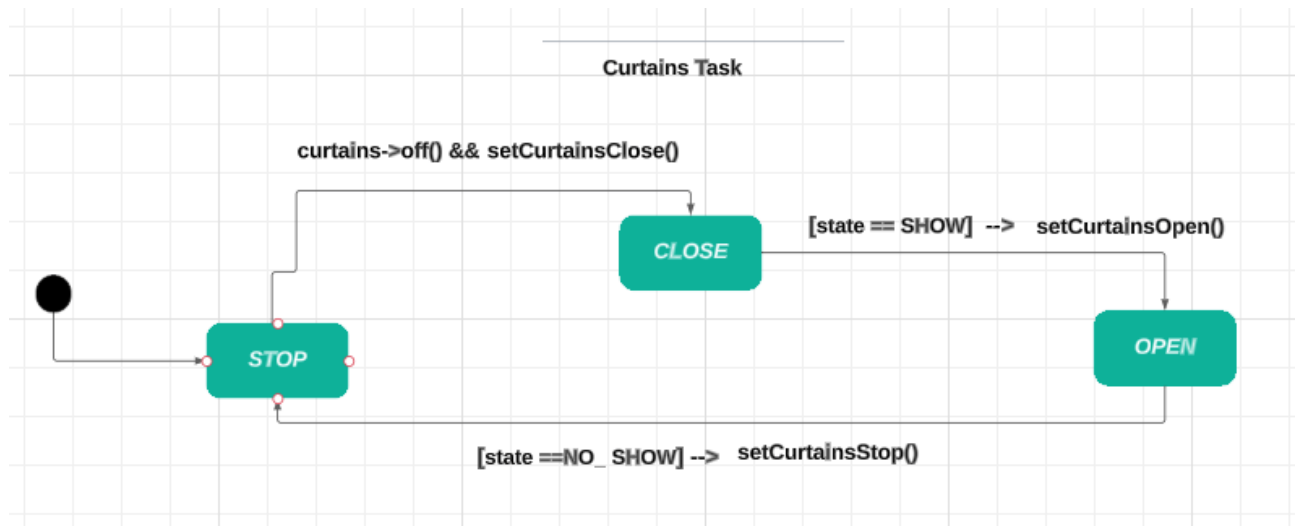 Curtains Task
curtains->off() && setCurtainsClose()
CLOSE
[state == SHOW] --> setCurtainsOpen()
STOP
OPEN
[state ==NO_ SHOW] --> setCurtainsStop()